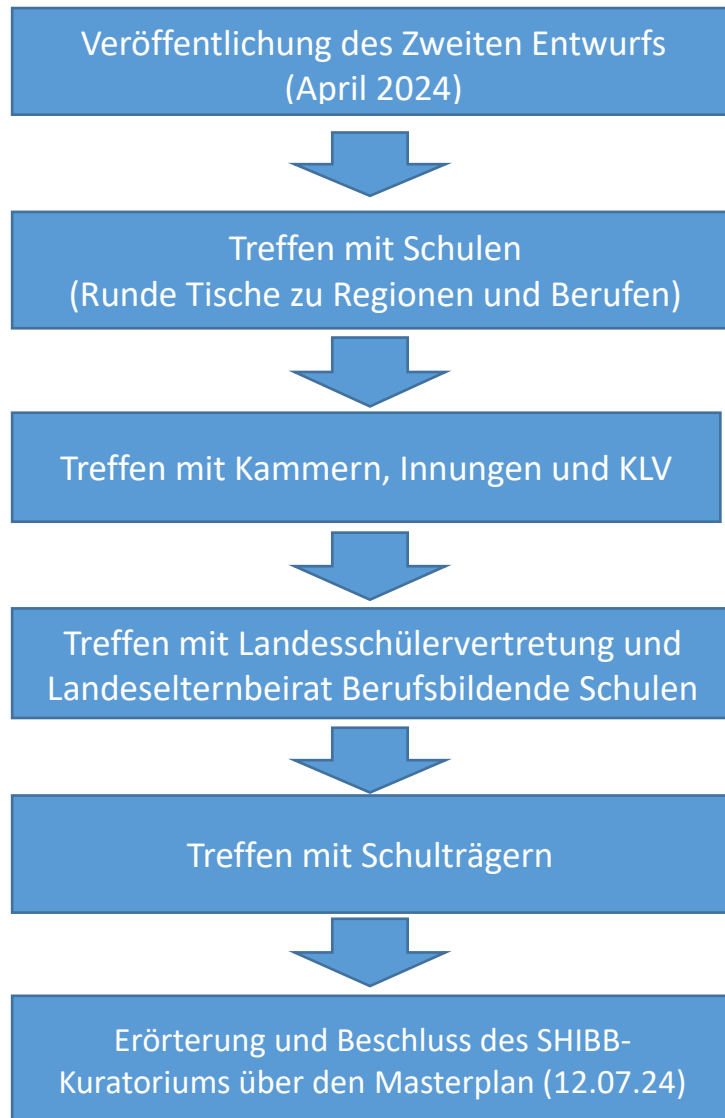 Veröffentlichung des Zweiten Entwurfs
(April 2024)
Treffen mit Schulen
(Runde Tische zu Regionen und Berufen)
Treffen mit Kammern, Innungen und KLV
Treffen mit Landesschülervertretung und
Landeselternbeirat Berufsbildende Schulen
Treffen mit Schulträgern
Erörterung und Beschluss des SHIBB-
Kuratoriums über den Masterplan (12.07.24)